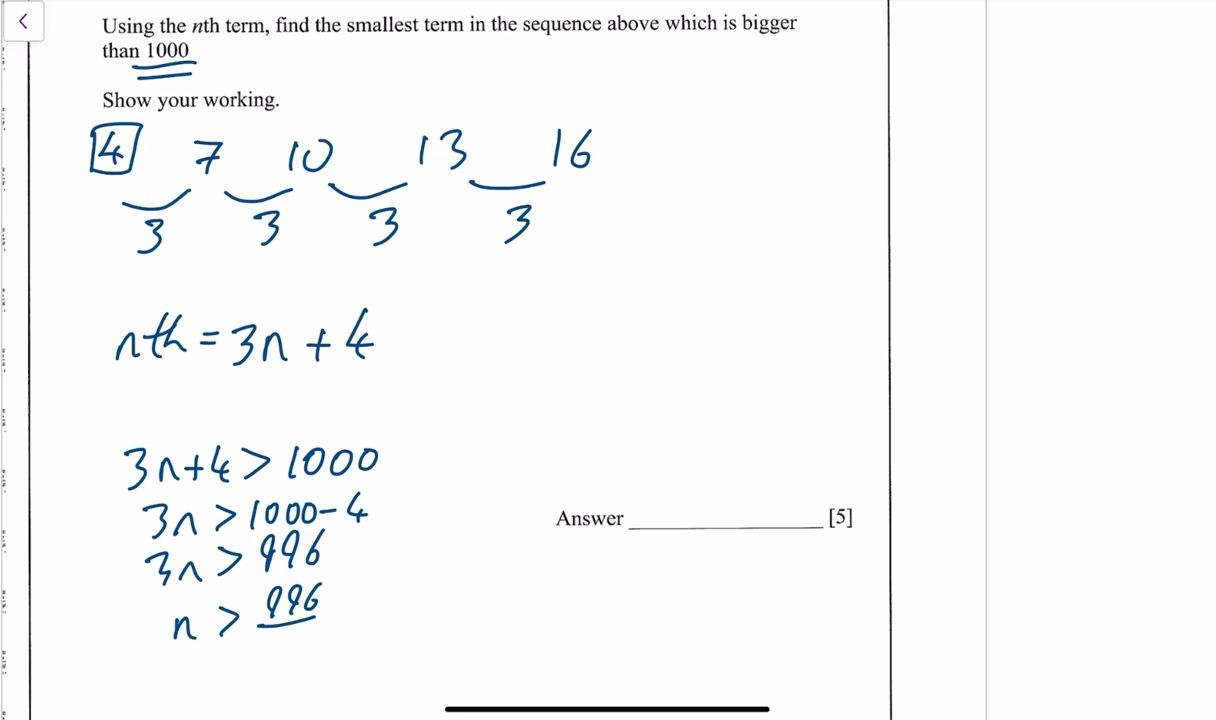 Using the nth term, find the smallest term in the sequence above which is bigger
than 1000
Show your working.
4 7 10 13 16
3 3 3 3
nth = 3n + 4
3n+4 > 1000
3n > 1000-4
3n > 996
n > 996
Answer ____________________ [5]